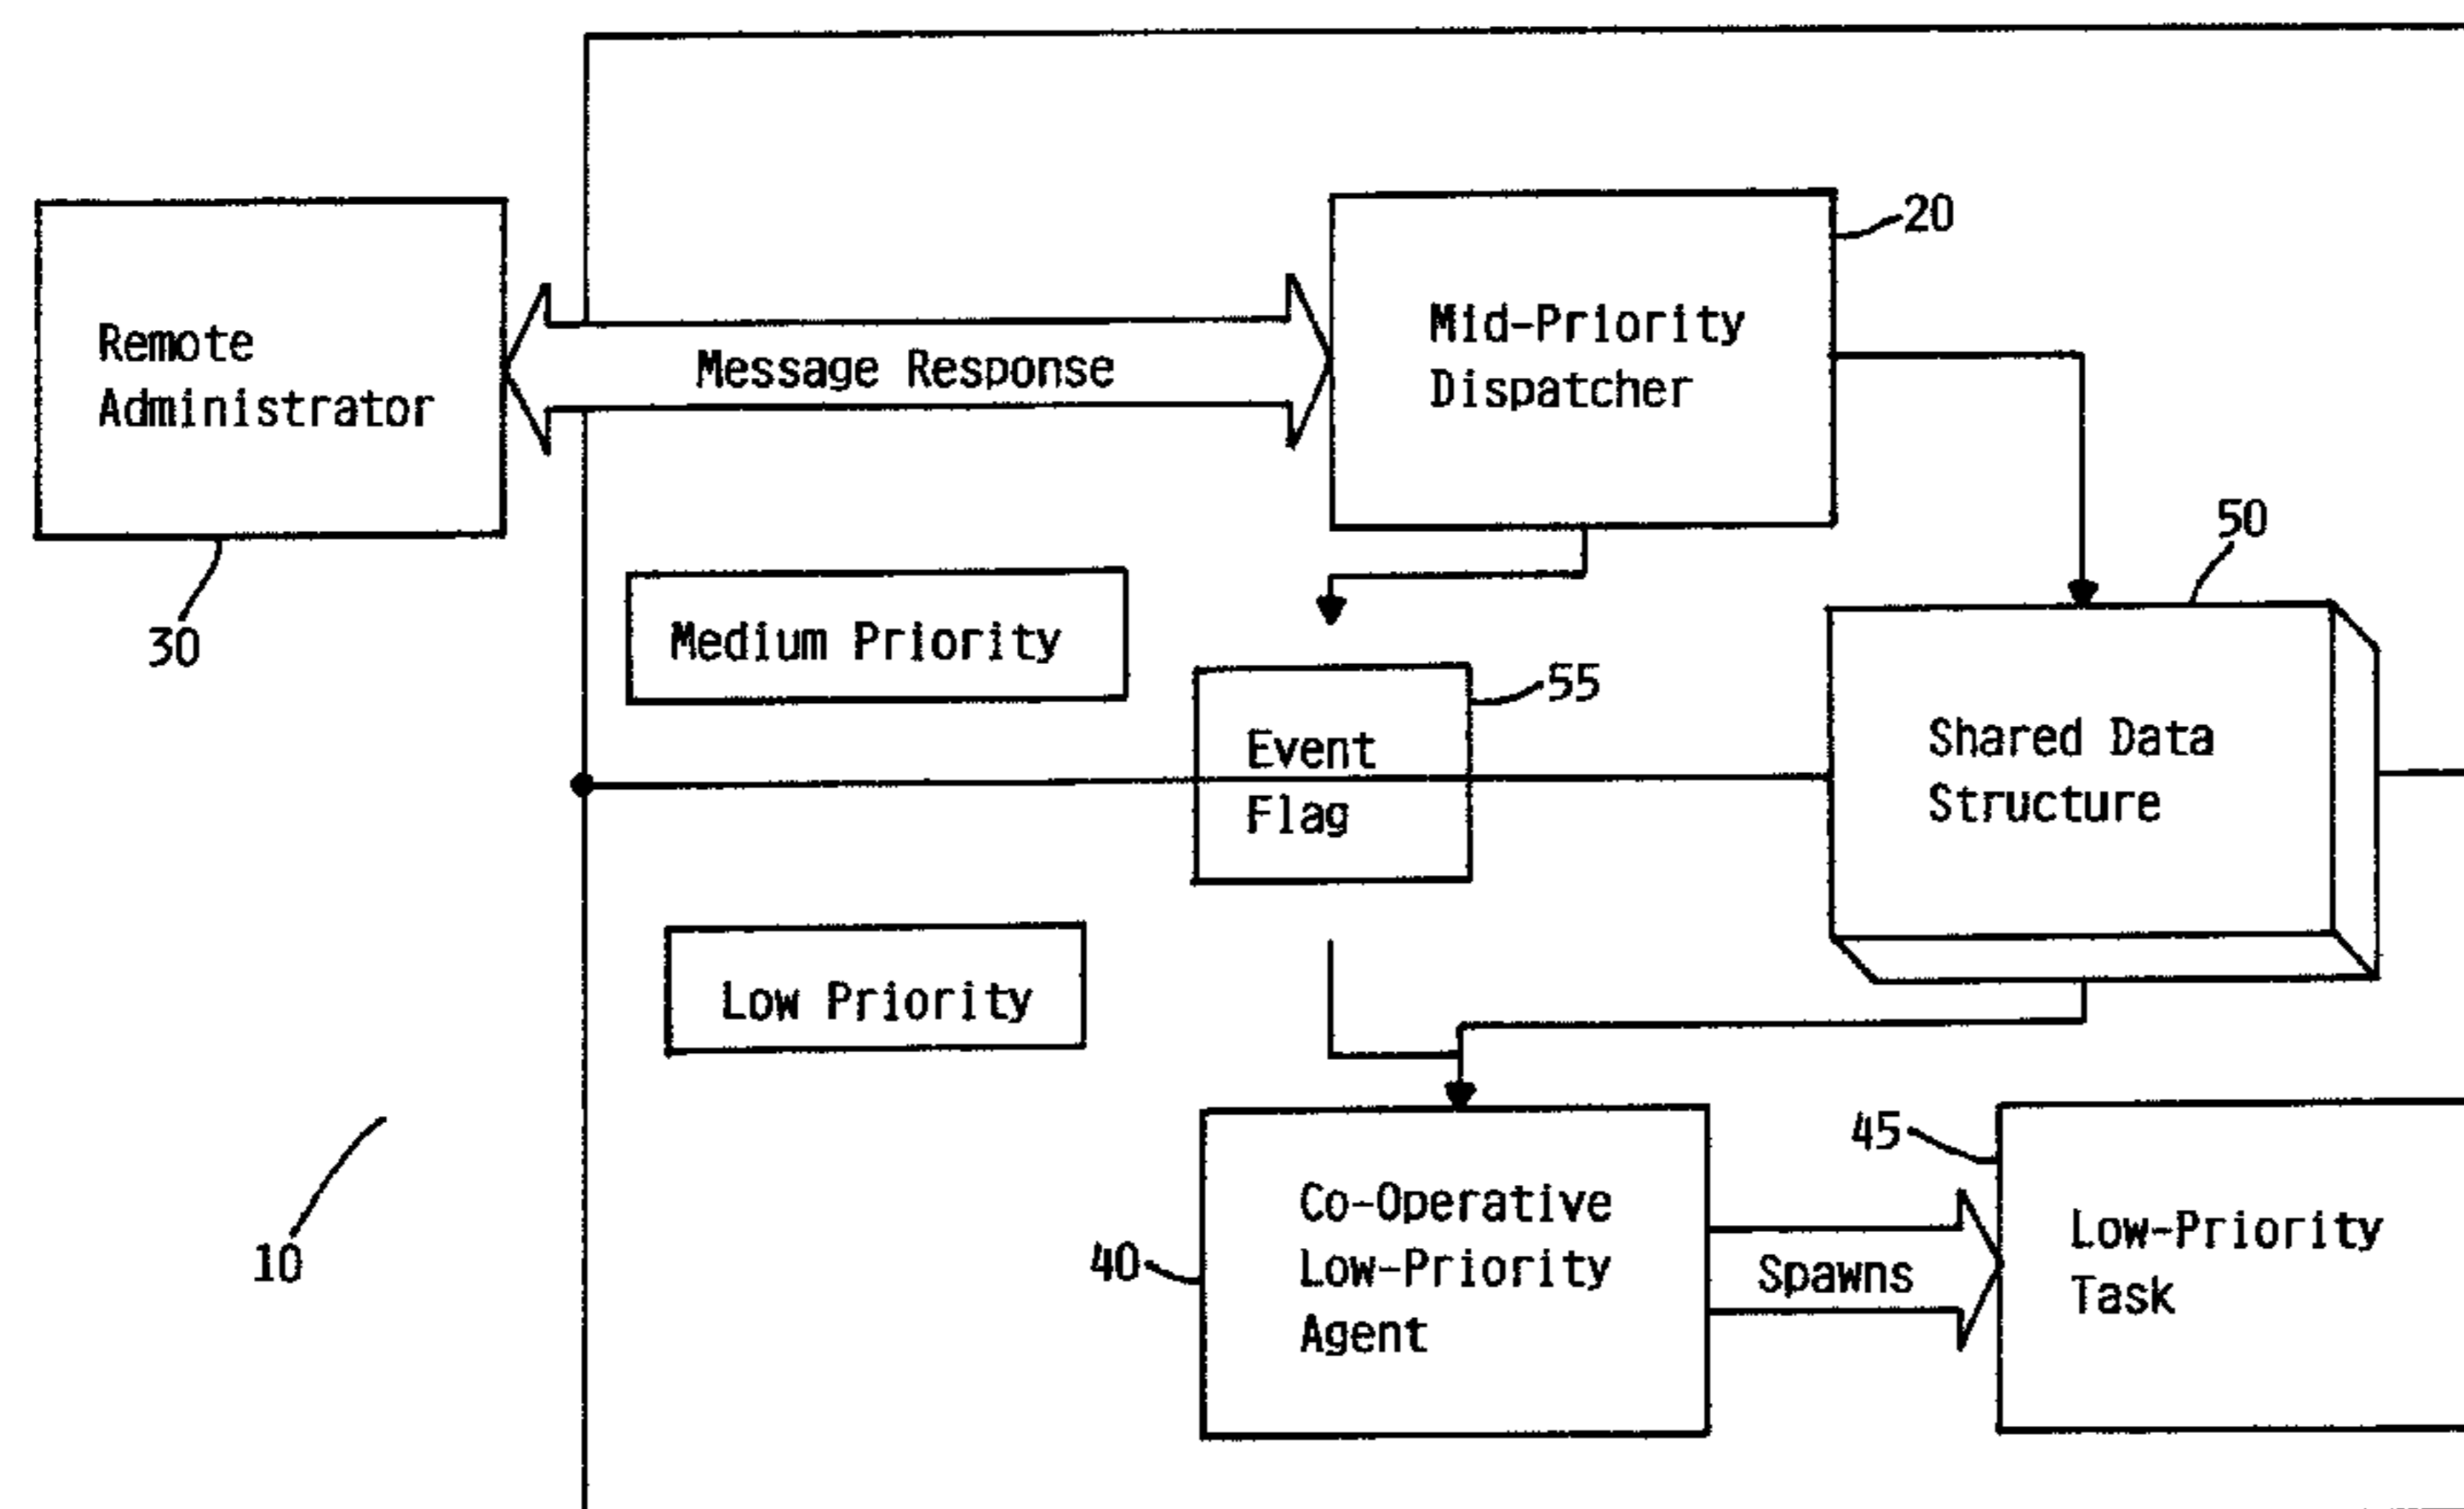 20
Remote
Administrator
Message Response
Mid-Priority
Dispatcher
30
50
Medium Priority
55
Event
Flag
Shared Data
Structure
Low Priority
10
45
40
Co-Operative
Low-Priority
Agent
Spawns
Low-Priority
Task